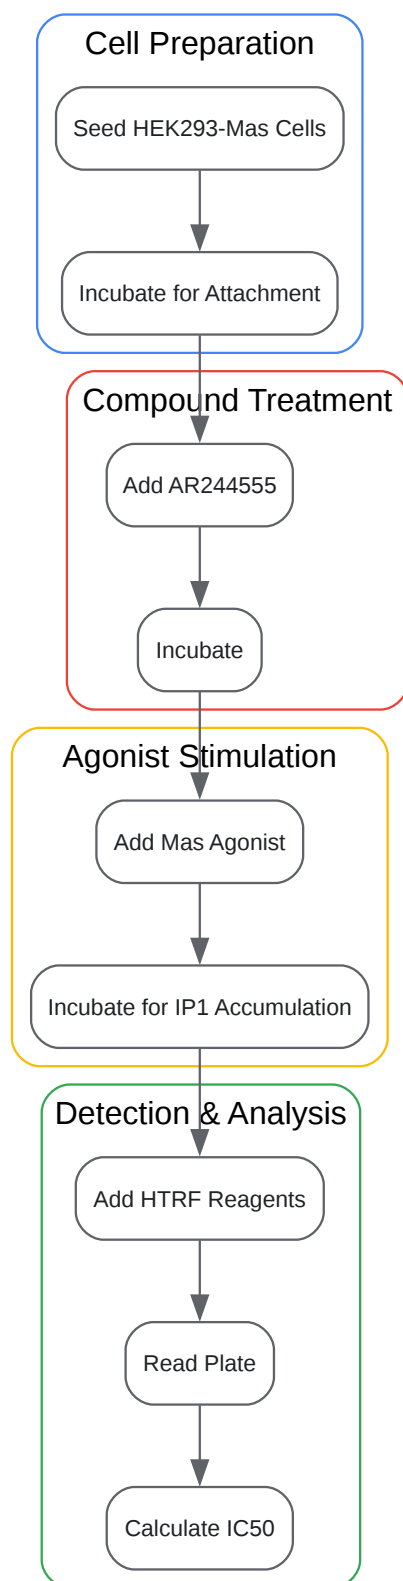 Cell Preparation
Seed HEK293-Mas Cells
Incubate for Attachment
Compound Treatment
Add AR244555
Incubate
Agonist Stimulation
Add Mas Agonist
Incubate for IP1 Accumulation
Detection & Analysis
Add HTRF Reagents
Read Plate
Calculate IC50